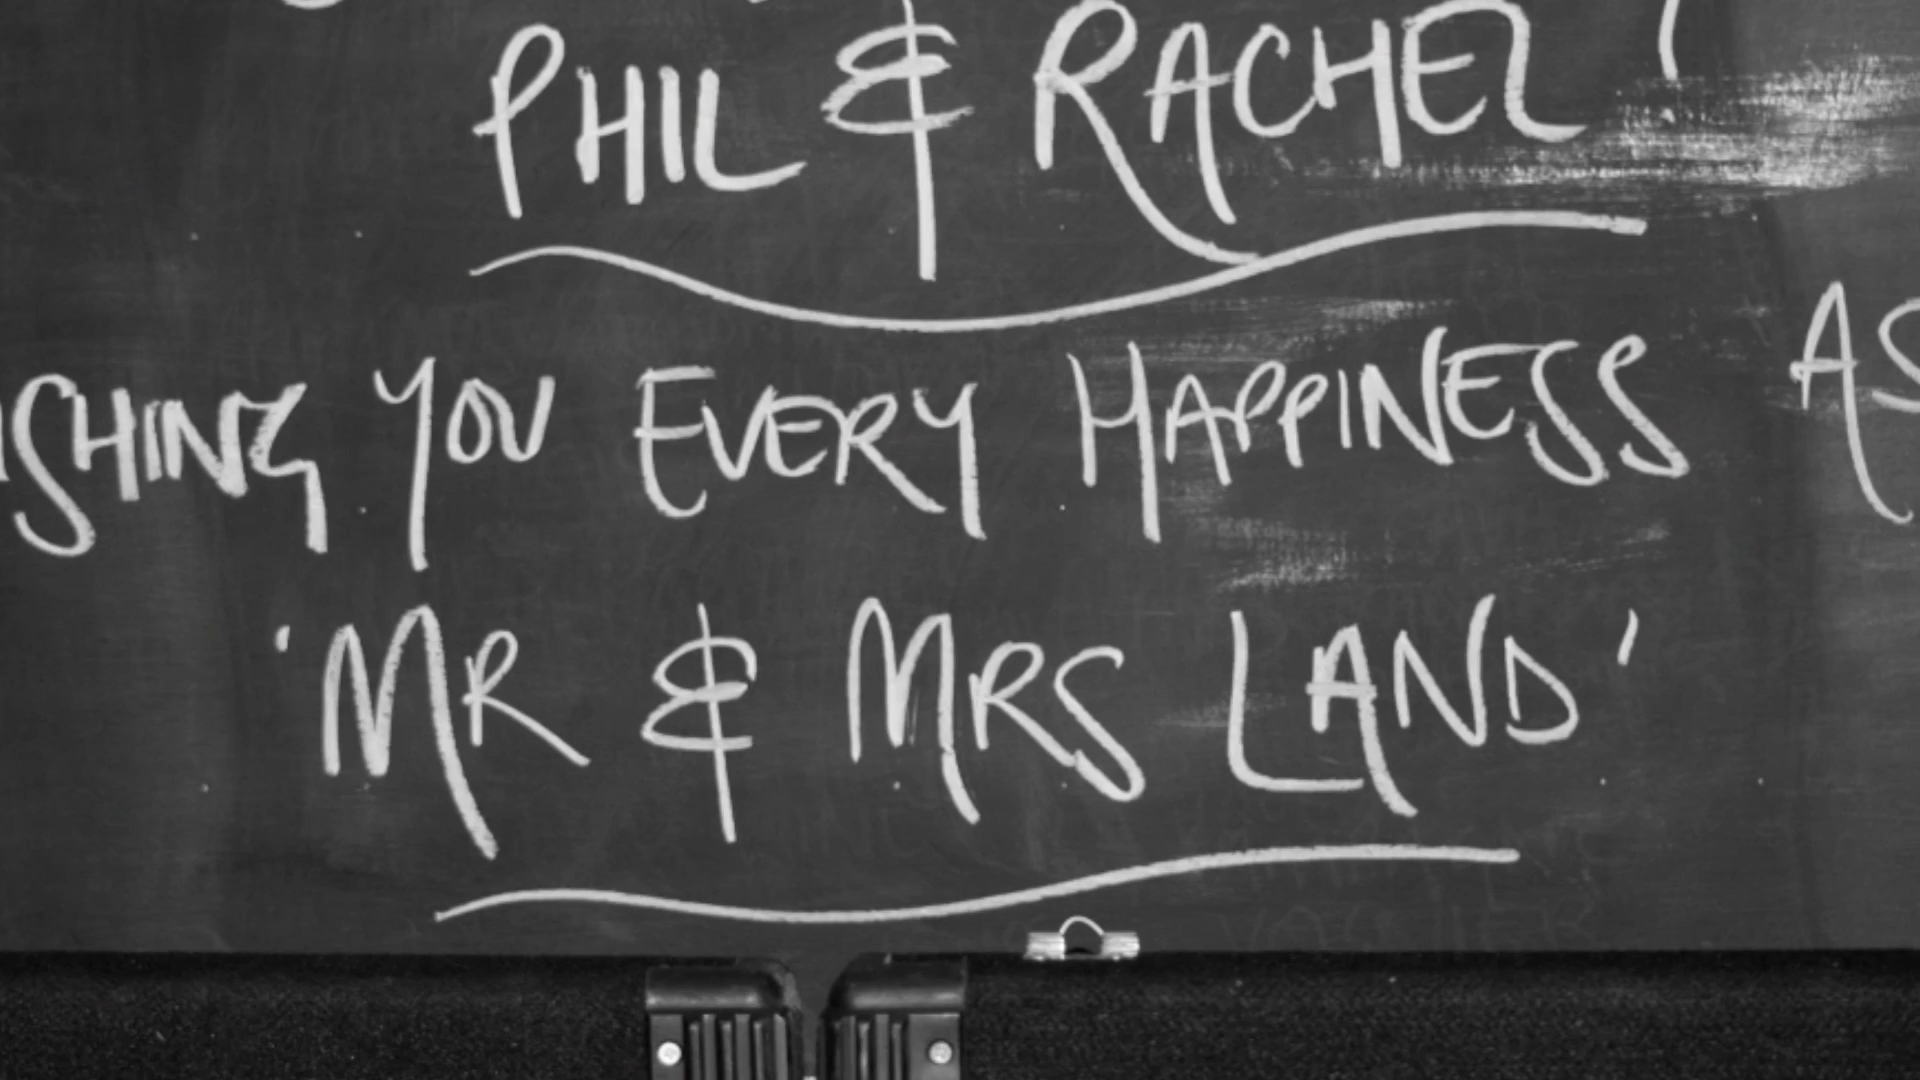 PHIL & RACHEL !
ISHING YOU EVERY HAPPINESS AS
'MR & MRS LAND'